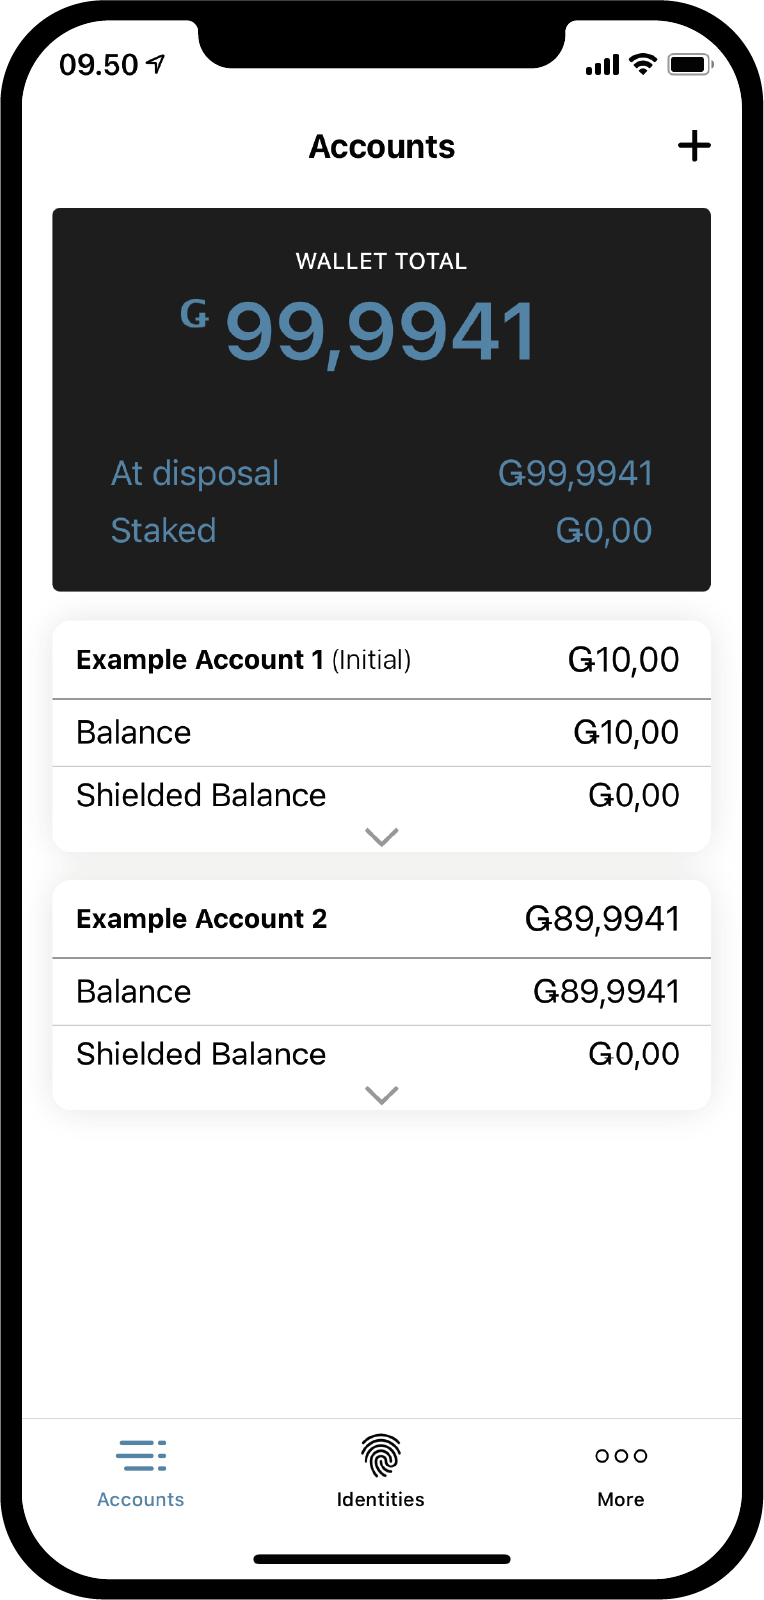 09.50
Accounts
WALLET TOTAL
Ǥ 99,9941
At disposal Ǥ99,9941
Staked Ǥ0,00
Example Account 1 (Initial) Ǥ10,00
Balance Ǥ10,00
Shielded Balance Ǥ0,00
Example Account 2 Ǥ89,9941
Balance Ǥ89,9941
Shielded Balance Ǥ0,00
Accounts Identities More